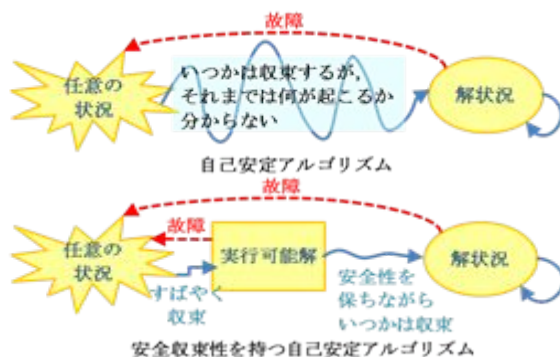 故障
任意の
状況
いつかは収束するが,
それまでは何が起こるか
分からない
解状況
自己安定アルゴリズム
故障
故障
任意の
状況
実行可能解
解状況
すばやく
収束
安全性を
保ちながら
いつかは収束
安全収束性を持つ自己安定アルゴリズム